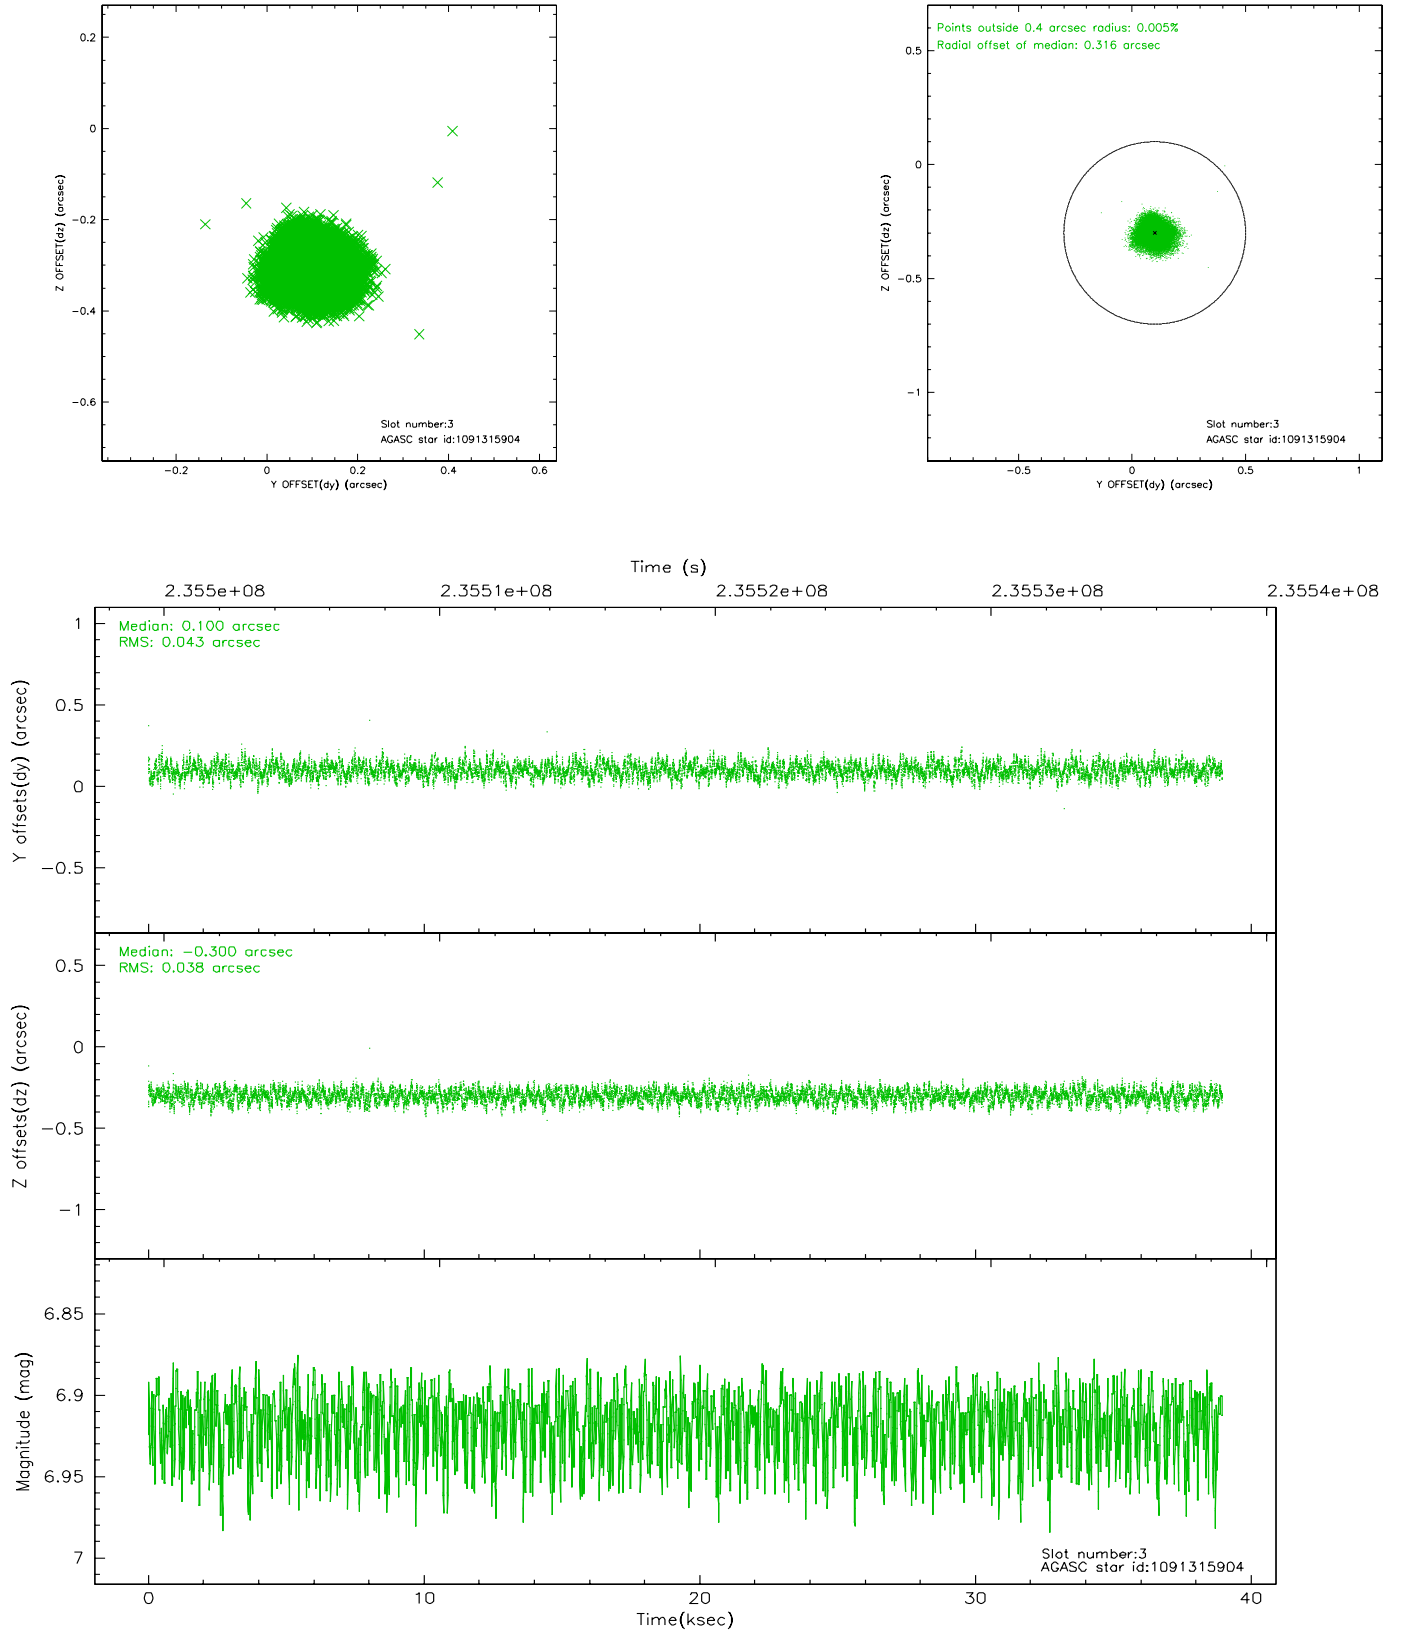 0.2
0
−0.2
−0.4
−0.6
Z OFFSET(dz) (arcsec)
Slot number:3
AGASC star id:1091315904
−0.2 0 0.2 0.4 0.6
Y OFFSET(dy) (arcsec)
Points outside 0.4 arcsec radius: 0.005%
Radial offset of median: 0.316 arcsec
0.5
0
−0.5
−1
Z OFFSET(dz) (arcsec)
Slot number:3
AGASC star id:1091315904
−0.5 0 0.5 1
Y OFFSET(dy) (arcsec)
Time (s)
2.355e+08 2.3551e+08 2.3552e+08 2.3553e+08 2.3554e+08
Median: 0.100 arcsec
RMS: 0.043 arcsec
1
0.5
0
−0.5
Y offsets(dy) (arcsec)
Median: −0.300 arcsec
RMS: 0.038 arcsec
0.5
0
−0.5
−1
Z offsets(dz) (arcsec)
6.85
6.9
6.95
7
Magnitude (mag)
Slot number:3
AGASC star id:1091315904
0 10 20 30 40
Time(ksec)